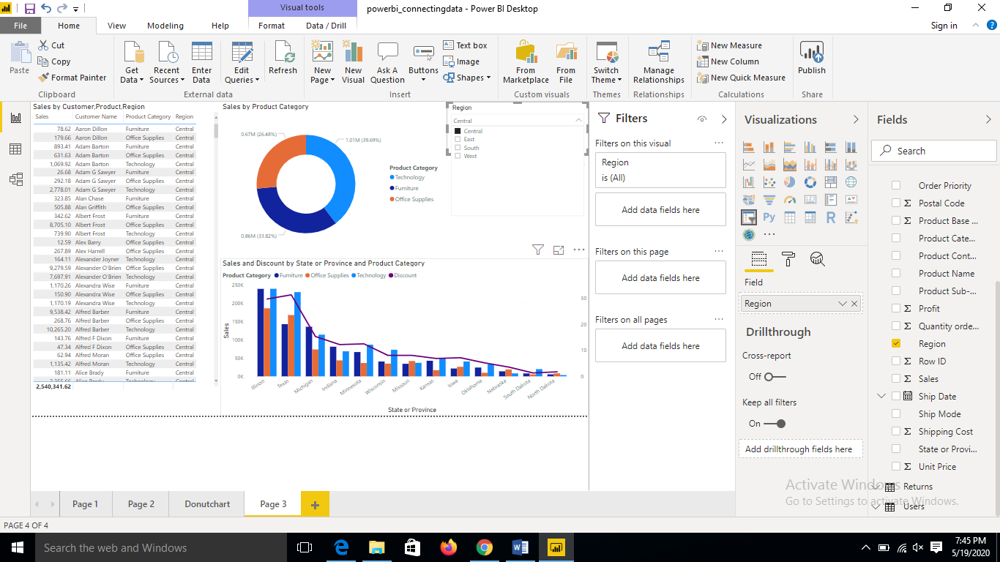 Visual tools
powerbi_connectingdata - Power BI Desktop
File Home View Modeling Help Format Data / Drill Sign in
Paste Cut Copy Format Painter
Get Data Recent Sources Enter Data Edit Queries Refresh
New Page New Visual Ask A Question Buttons Text box Image Shapes
From Marketplace From File Switch Theme Manage Relationships
New Measure New Column New Quick Measure Publish
Clipboard External data Insert Custom visuals Themes Relationships Calculations Share
Sales by Customer,Product,Region
Sales Customer Name Product Category Region
78.62 Aaron Dillon Furniture Central
179.66 Aaron Dillon Office Supplies Central
893.41 Adam Barton Furniture Central
631.63 Adam Barton Office Supplies Central
1,069.92 Adam Barton Technology Central
26.68 Adam G Sawyer Furniture Central
292.18 Adam G Sawyer Office Supplies Central
2,778.01 Adam G Sawyer Technology Central
323.85 Alan Chase Furniture Central
505.88 Alan Griffith Office Supplies Central
342.62 Albert Frost Furniture Central
8,705.10 Albert Frost Office Supplies Central
739.90 Albert Frost Technology Central
12.59 Alex Barry Office Supplies Central
267.89 Alex Harrell Office Supplies Central
164.11 Alexander Joyner Technology Central
9,279.59 Alexander O'Brien Office Supplies Central
7,697.91 Alexander O'Brien Technology Central
1,170.26 Alexandra Wise Furniture Central
150.90 Alexandra Wise Office Supplies Central
1,170.19 Alexandra Wise Technology Central
9,538.42 Alfred Barber Furniture Central
268.76 Alfred Barber Office Supplies Central
10,265.20 Alfred Barber Technology Central
143.76 Alfred F Dixon Furniture Central
47.34 Alfred F Dixon Office Supplies Central
62.94 Alfred Moran Office Supplies Central
1,135.42 Alfred Moran Technology Central
181.11 Alice Brady Furniture Central
Alice Brady Technology Central
2,540,341.62
Sales by Product Category
0.67M (26.48%)
1.01M (39.69%)
0.86M (33.82%)
Product Category
Technology
Furniture
Office Supplies
Region
Central
Central
East
South
West
Sales and Discount by State or Province and Product Category
Product Category Furniture Office Supplies Technology Discount
250K
200K
150K
100K
50K
0K
Sales
30
20
10
0
Illinois Texas Michigan Indiana Minnesota Wisconsin Missouri Kansas Iowa Oklahoma Nebraska South Dakota North Dakota
State or Province
Filters
Filters on this visual
Region
is (All)
Add data fields here
Filters on this page
Add data fields here
Filters on all pages
Add data fields here
Visualizations
Py
R
123
Field
Region
Drillthrough
Cross-report
Off
Keep all filters
On
Add drillthrough fields here
Fields
Search
Order Priority
Postal Code
Product Base ...
Product Cate...
Product Cont...
Product Name
Product Sub-...
Profit
Quantity orde...
Region
Row ID
Sales
Ship Date
Ship Mode
Shipping Cost
State or Provi...
Unit Price
Returns
Users
Activate Windows
Go to Settings to activate Windows.
Page 1 Page 2 Donutchart Page 3
PAGE 4 OF 4
Search the web and Windows
7:45 PM
5/19/2020